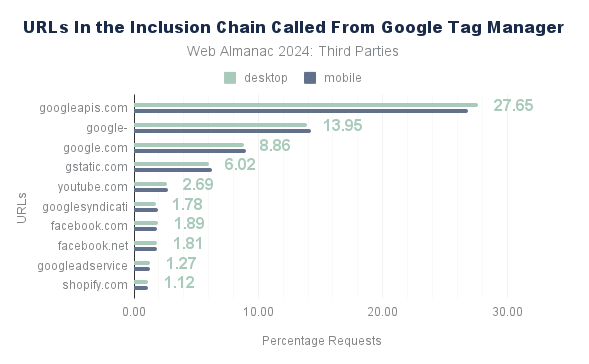 URLs In the Inclusion Chain Called From Google Tag Manager
Web Almanac 2024: Third Parties
desktop mobile
googleapis.com 27.65
google- 13.95
google.com 8.86
gstatic.com 6.02
youtube.com 2.69
googlesyndicati 1.78
facebook.com 1.89
facebook.net 1.81
googleadservice 1.27
shopify.com 1.12
URLs
0.00 10.00 20.00 30.00
Percentage Requests